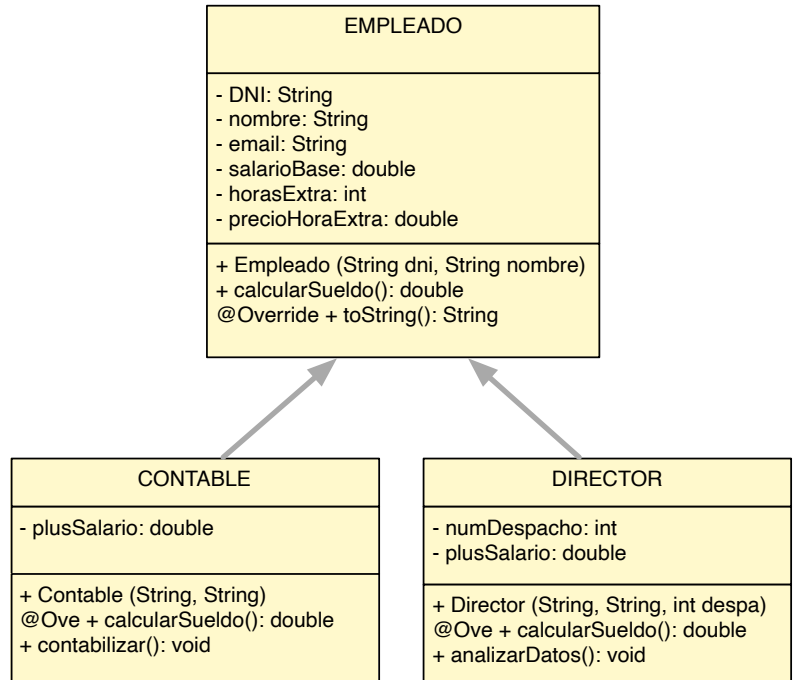 EMPLEADO
- DNI: String
- nombre: String
- email: String
- salarioBase: double
- horasExtra: int
- precioHoraExtra: double
+ Empleado (String dni, String nombre)
+ calcularSueldo(): double
@Override + toString(): String
CONTABLE
- plusSalario: double
+ Contable (String, String)
@Ove + calcularSueldo(): double
+ contabilizar(): void
DIRECTOR
- numDespacho: int
- plusSalario: double
+ Director (String, String, int despa)
@Ove + calcularSueldo(): double
+ analizarDatos(): void